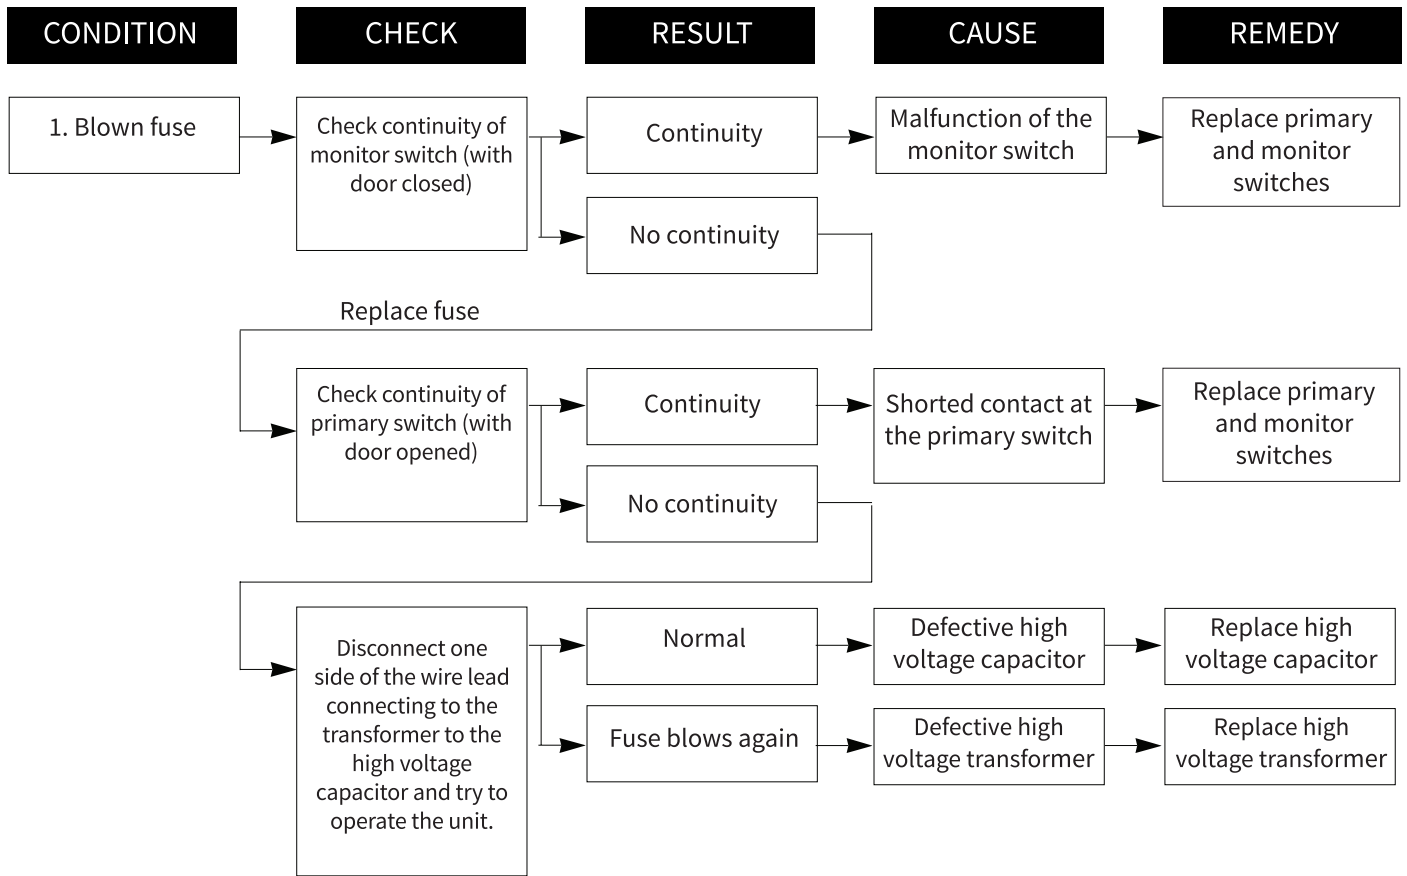 CONDITION
CHECK
RESULT
CAUSE
REMEDY
1. Blown fuse
Check continuity of
monitor switch (with
door closed)
Continuity
Malfunction of the
monitor switch
Replace primary
and monitor
switches
No continuity
Replace fuse
Check continuity of
primary switch (with
door opened)
Continuity
Shorted contact at
the primary switch
Replace primary
and monitor
switches
No continuity
Disconnect one
side of the wire lead
connecting to the
transformer to the
high voltage
capacitor and try to
operate the unit.
Normal
Defective high
voltage capacitor
Replace high
voltage capacitor
Fuse blows again
Defective high
voltage transformer
Replace high
voltage transformer